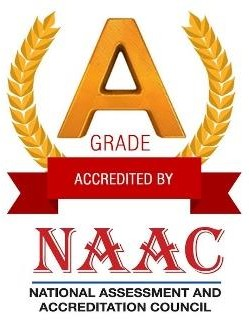 A
GRADE
ACCREDITED BY
NAAC
NATIONAL ASSESSMENT AND
ACCREDITATION COUNCIL